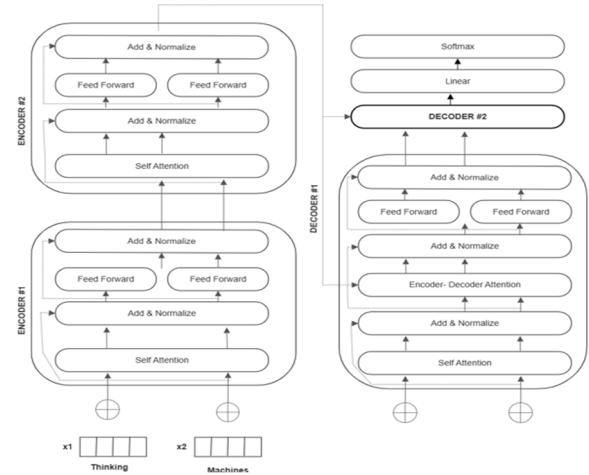 ENCODER #2
Add & Normalize
Feed Forward
Feed Forward
Add & Normalize
Self Attention
ENCODER #1
Add & Normalize
Feed Forward
Feed Forward
Add & Normalize
Self Attention
x1
x2
Thinking
Machines
Softmax
Linear
DECODER #2
DECODER #1
Add & Normalize
Feed Forward
Feed Forward
Add & Normalize
Encoder- Decoder Attention
Add & Normalize
Self Attention